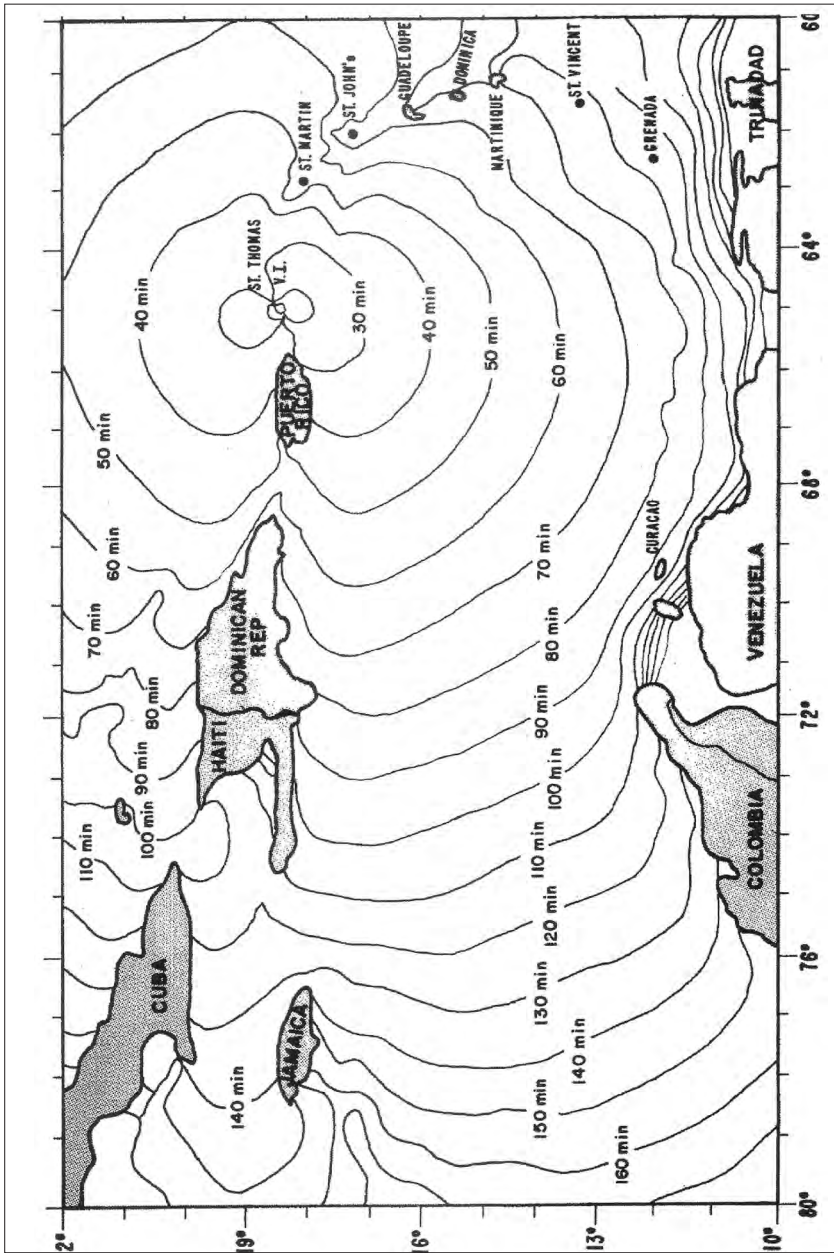 ST. MARTIN
ST. JOHN's
GUADELOUPE
DOMINICA
MARTINIQUE
ST. VINCENT
GRENADA
TRINADAD
ST. THOMAS
V.I.
PUERTO
RICO
DOMINICAN
REP
HAITI
CUBA
JAMAICA
CURACAO
VENEZUELA
COLOMBIA
40 min
50 min
60 min
70 min
80 min
90 min
100 min
110 min
140 min
30 min
40 min
50 min
60 min
70 min
80 min
90 min
100 min
110 min
120 min
130 min
140 min
150 min
160 min
2°
19°
16°
13°
10°
60
64°
68°
72°
76°
80°